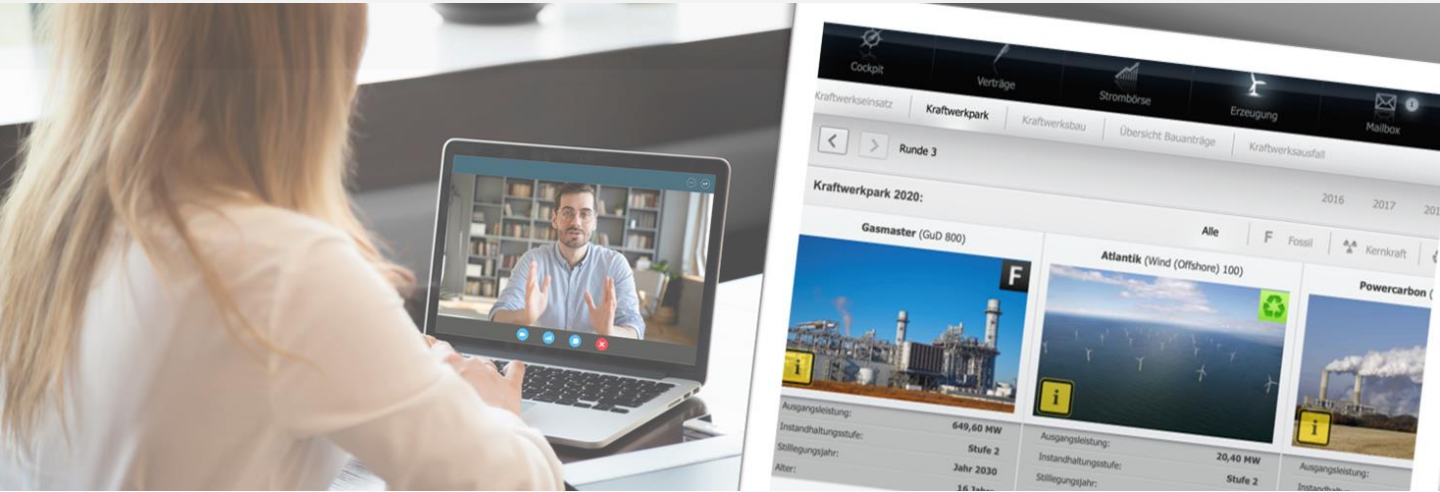 Cockpit
Verträge
Strombörse
Erzeugung
Mailbox
Kraftwerkseinsatz
Kraftwerkpark
Kraftwerksbau
Übersicht Bauanträge
Kraftwerksausfall
Runde 3
Kraftwerkpark 2020:
2016 2017
Alle
F Fossil
Kernkraft
Gasmaster (GuD 800)
Atlantik (Wind (Offshore) 100)
Powercarbon (
F
i
i
i
Ausgangsleistung: 649,60 MW
Instandhaltungsstufe: Stufe 2
Stilllegungsjahr: Jahr 2030
Alter: 16 Jahre
Ausgangsleistung: 20,40 MW
Instandhaltungsstufe: Stufe 2
Stilllegungsjahr:
Ausgangsleistung: